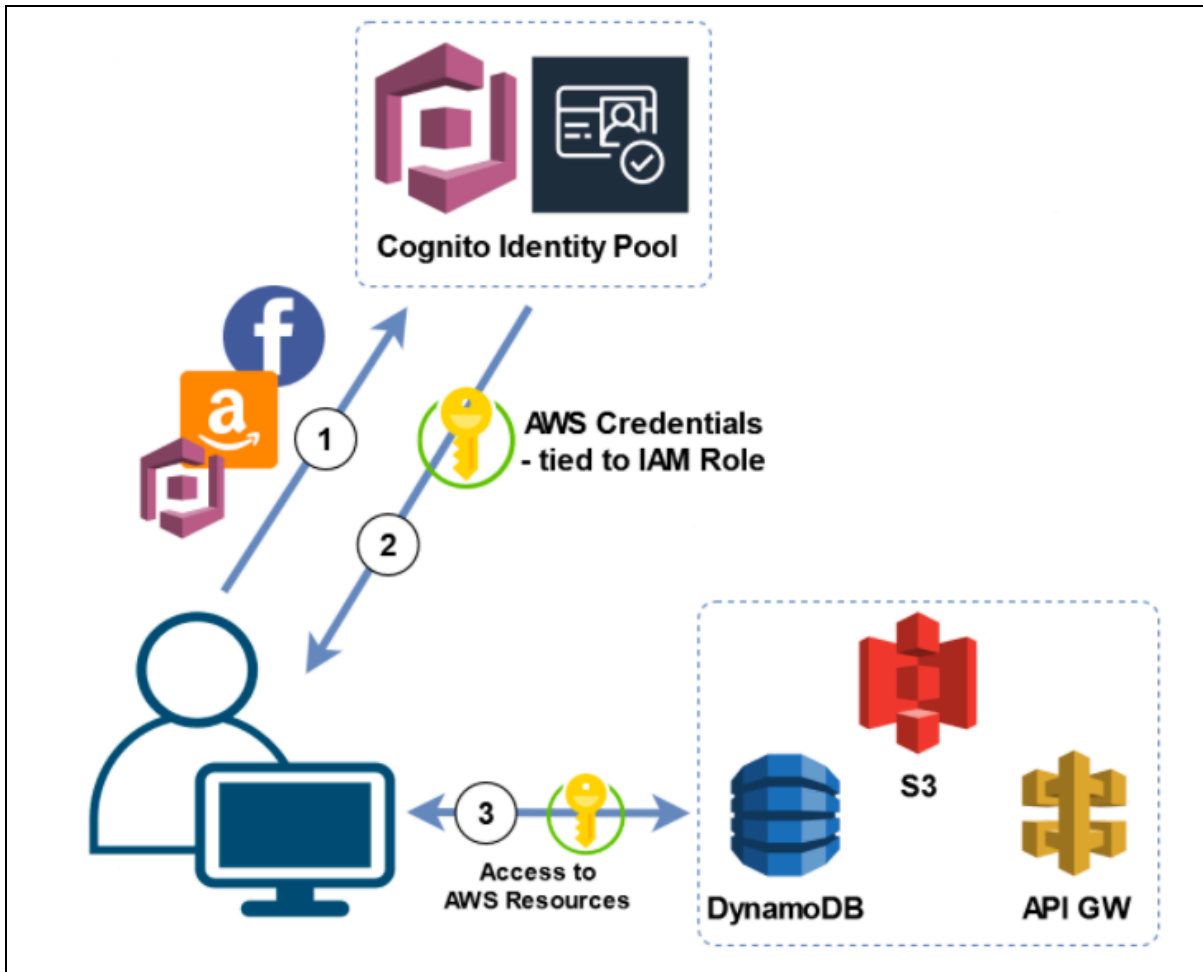 Cognito Identity Pool
f
a
1
AWS Credentials
- tied to IAM Role
2
S3
3
Access to
AWS Resources
DynamoDB
API GW